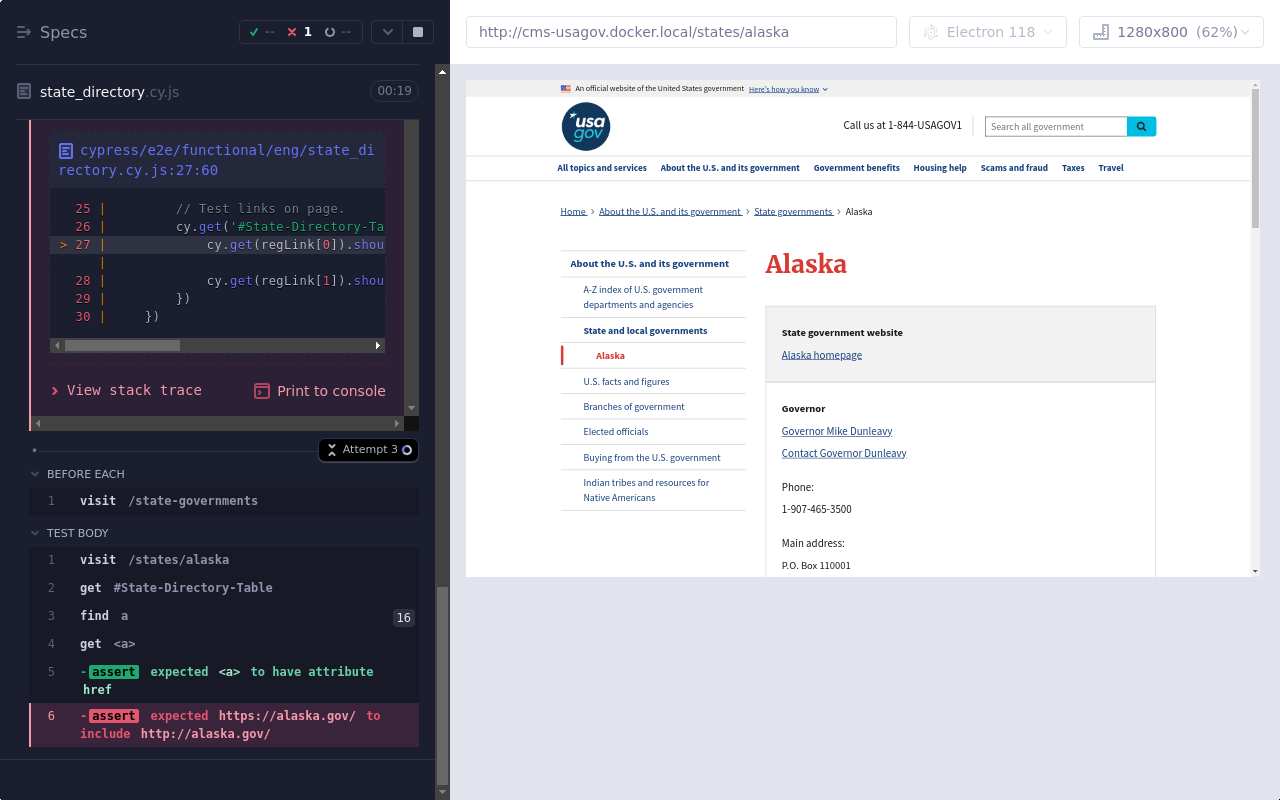 Specs
--
1
--
state_directory.cy.js
00:19
cypress/e2e/functional/eng/state_di
rectory.cy.js:27:60
25 | // Test links on page.
26 | cy.get('#State-Directory-Ta
> 27 | cy.get(regLink[0]).shou
|
28 | cy.get(regLink[1]).shou
29 | })
30 | })
View stack trace
Print to console
Attempt 3
BEFORE EACH
1 visit /state-governments
TEST BODY
1 visit /states/alaska
2 get #State-Directory-Table
3 find a 16
4 get <a>
5 -assert expected <a> to have attribute
href
6 -assert expected https://alaska.gov/ to
include http://alaska.gov/
http://cms-usagov.docker.local/states/alaska
Electron 118
1280x800 (62%)
An official website of the United States government Here's how you know
usa
gov
Call us at 1-844-USAGOV1
Search all government
All topics and services About the U.S. and its government Government benefits Housing help Scams and fraud Taxes Travel
Home > About the U.S. and its government > State governments > Alaska
About the U.S. and its government
A-Z index of U.S. government
departments and agencies
State and local governments
Alaska
U.S. facts and figures
Branches of government
Elected officials
Buying from the U.S. government
Indian tribes and resources for
Native Americans
Alaska
State government website
Alaska homepage
Governor
Governor Mike Dunleavy
Contact Governor Dunleavy
Phone:
1-907-465-3500
Main address:
P.O. Box 110001